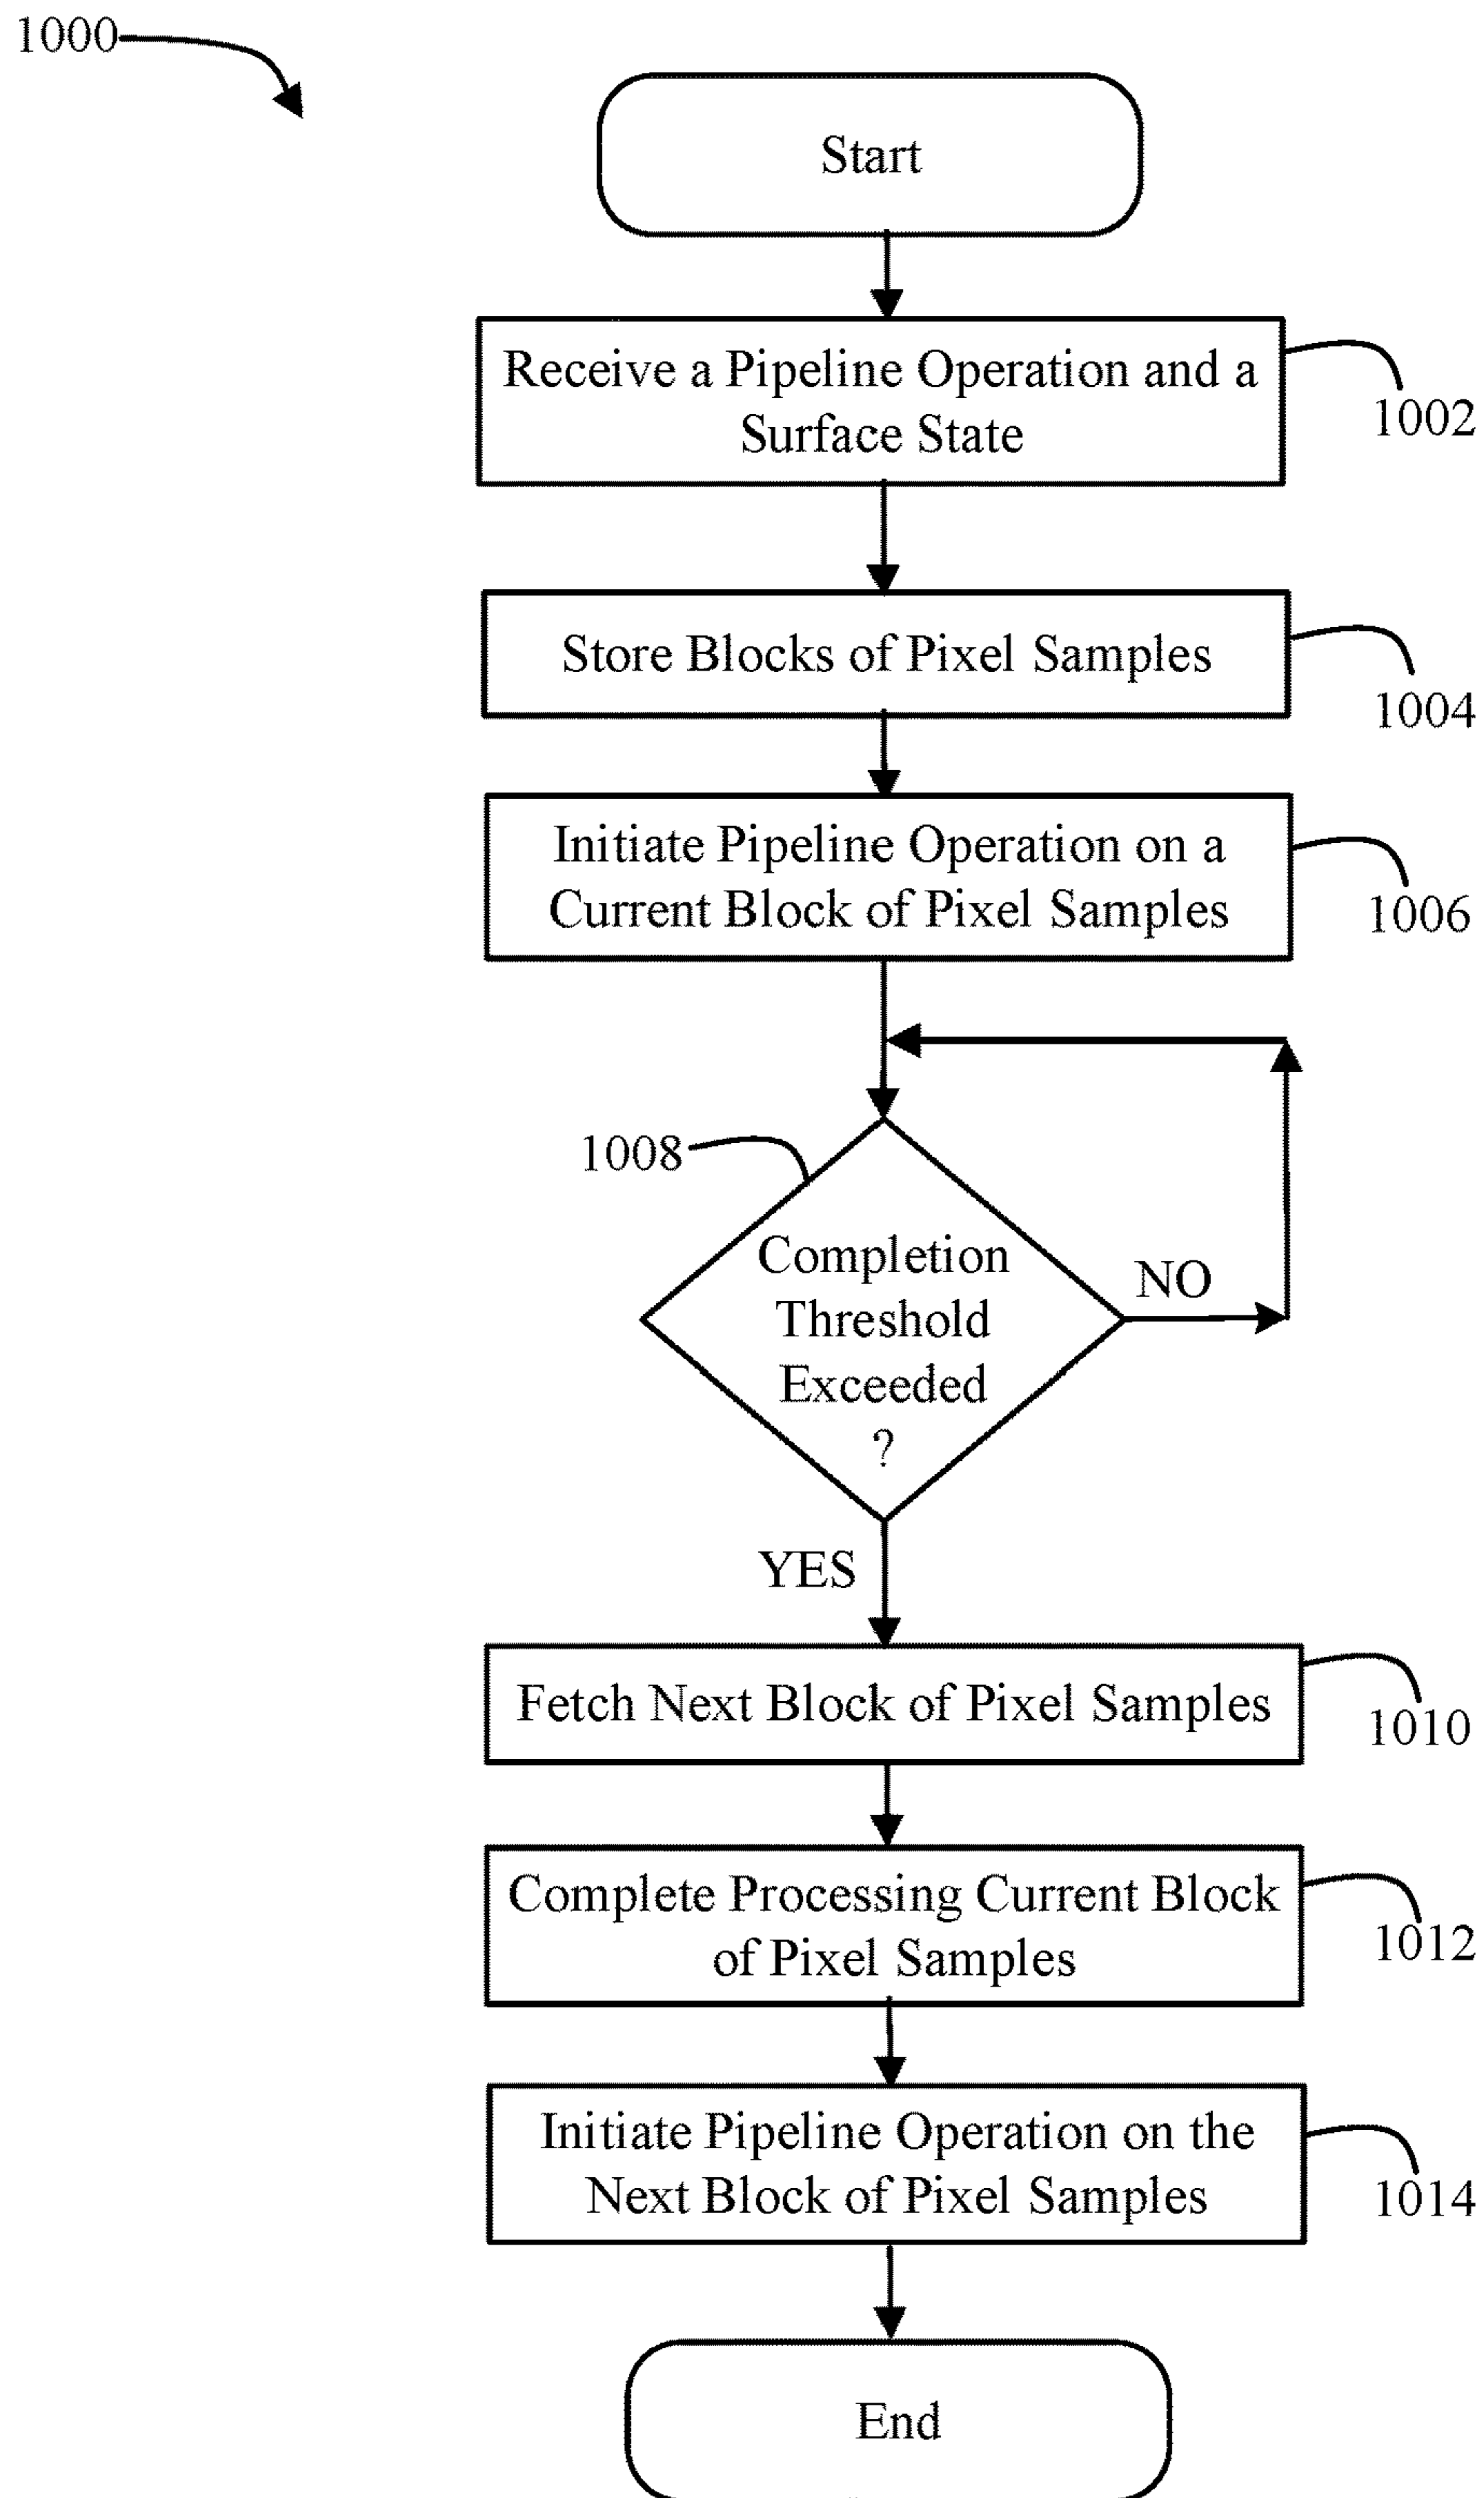 1000
Start
Receive a Pipeline Operation and a
Surface State
1002
Store Blocks of Pixel Samples
1004
Initiate Pipeline Operation on a
Current Block of Pixel Samples
1006
1008
Completion
Threshold
Exceeded
?
NO
YES
Fetch Next Block of Pixel Samples
1010
Complete Processing Current Block
of Pixel Samples
1012
Initiate Pipeline Operation on the
Next Block of Pixel Samples
1014
End